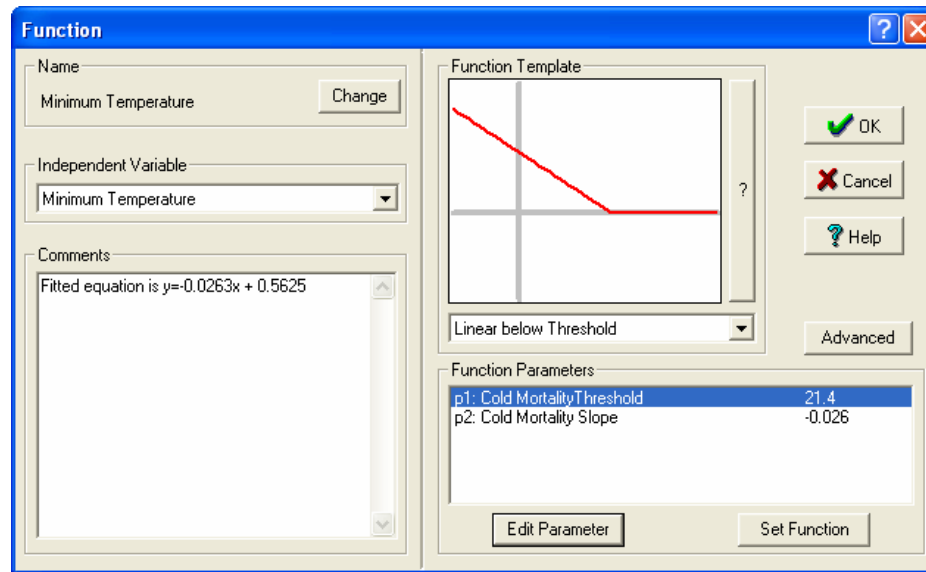 Function
Name
Minimum Temperature
Change
Independent Variable
Minimum Temperature
Comments
Fitted equation is y=-0.0263x + 0.5625
Function Template
?
Linear below Threshold
OK
Cancel
Help
Advanced
Function Parameters
p1: Cold MortalityThreshold 21.4
p2: Cold Mortality Slope -0.026
Edit Parameter
Set Function